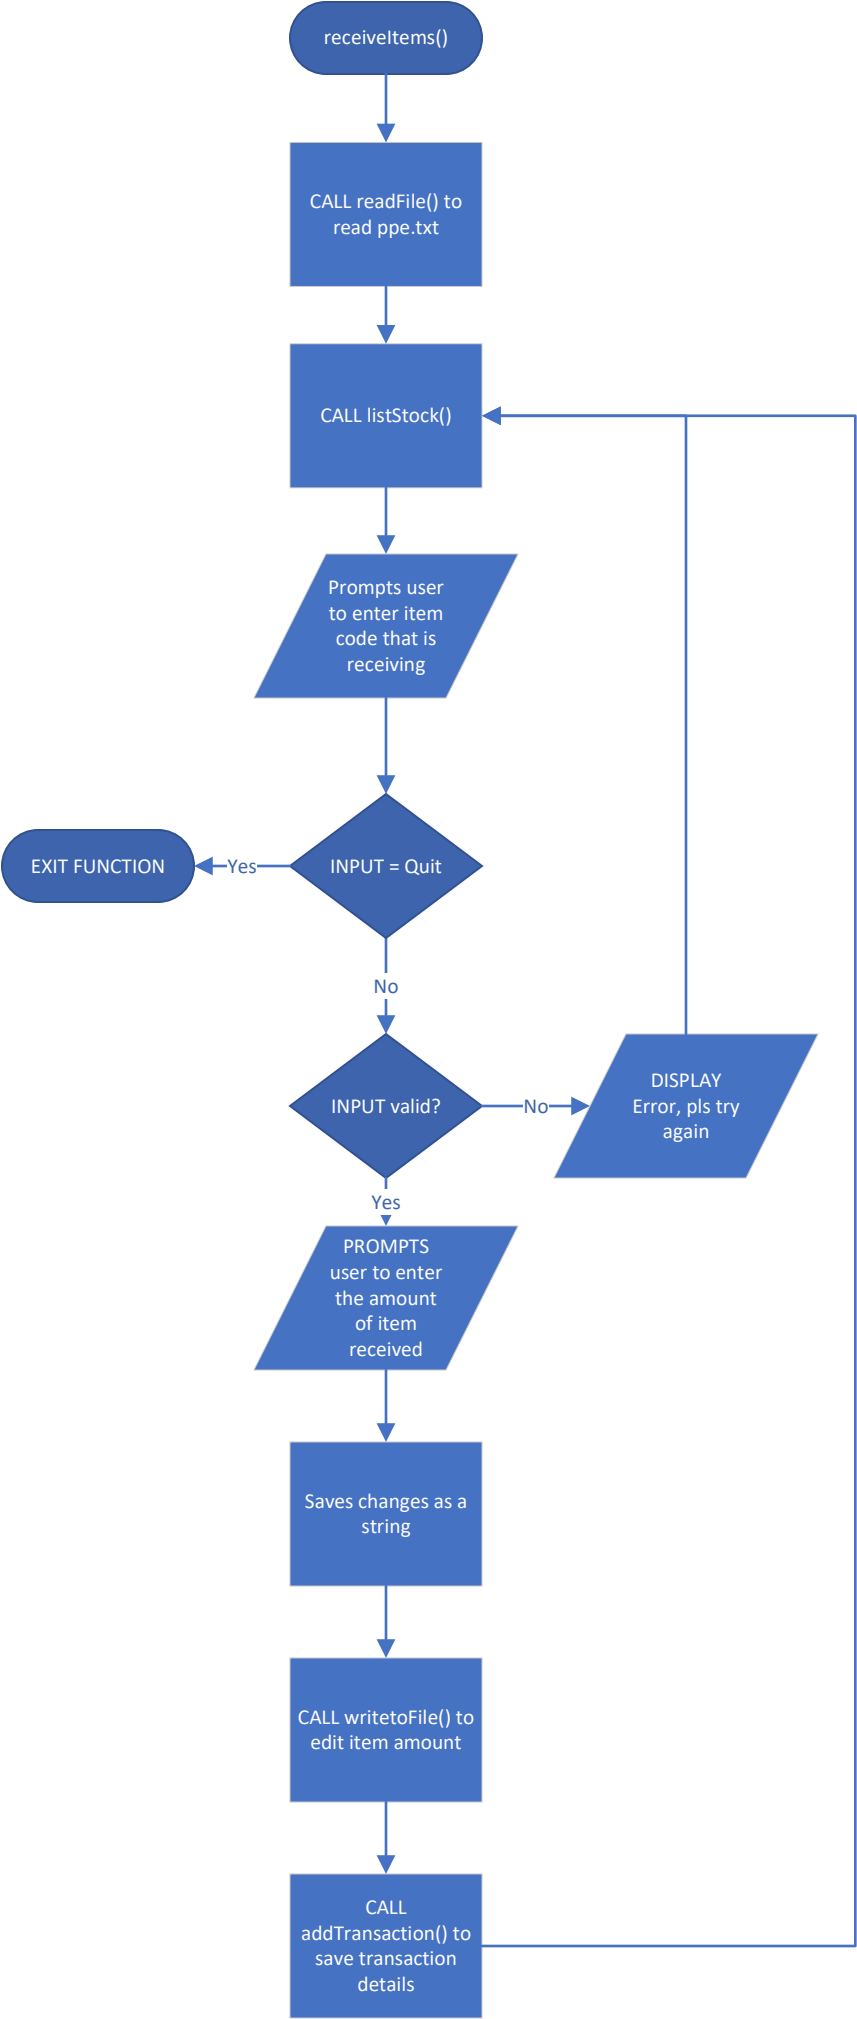 receiveItems()
CALL readFile() to
read ppe.txt
CALL listStock()
Prompts user
to enter item
code that is
receiving
EXIT FUNCTION
Yes
INPUT = Quit
No
INPUT valid?
No
DISPLAY
Error, pls try
again
Yes
PROMPTS
user to enter
the amount
of item
received
Saves changes as a
string
CALL writetoFile() to
edit item amount
CALL
addTransaction() to
save transaction
details